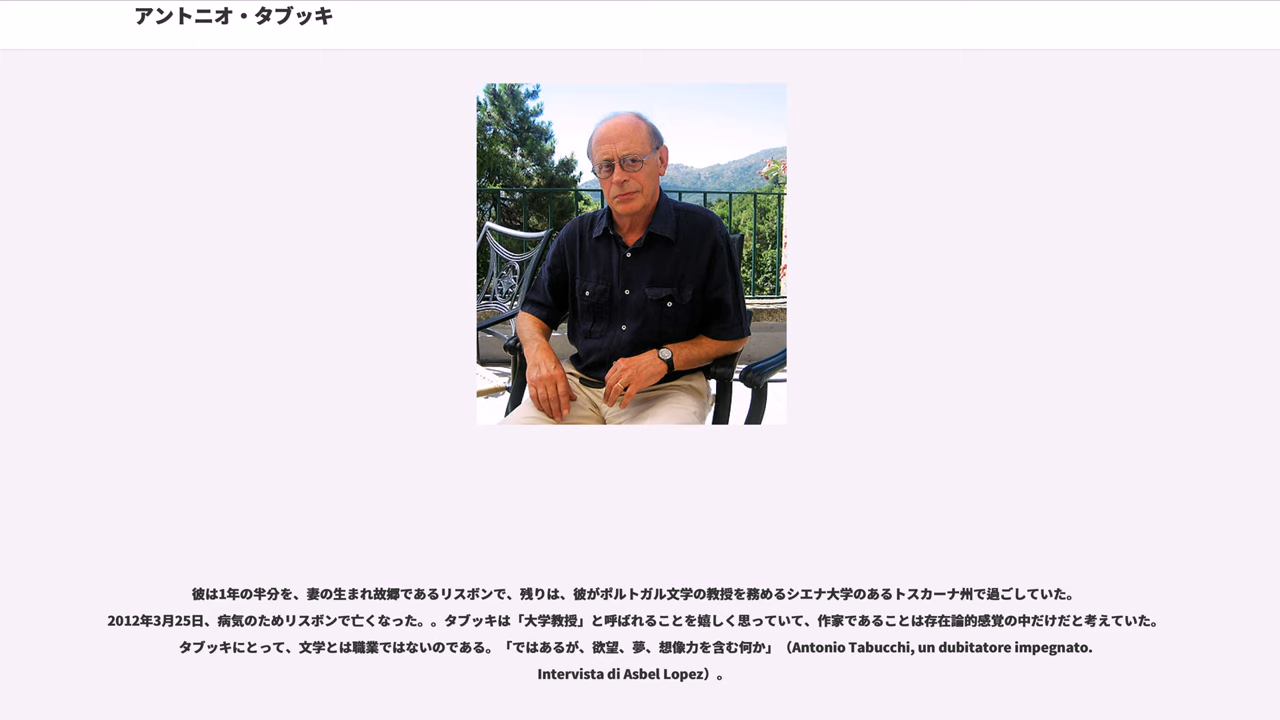 アントニオ・タブッキ
彼は1年の半分を、妻の生まれ故郷であるリスボンで、残りは、彼がポルトガル文学の教授を務めるシエナ大学のあるトスカーナ州で過ごしていた。
2012年3月25日、病気のためリスボンで亡くなった。。タブッキは「大学教授」と呼ばれることを嬉しく思っていて、作家であることは存在論的感覚の中だけだと考えていた。
タブッキにとって、文学とは職業ではないのである。「ではあるが、欲望、夢、想像力を含む何か」（Antonio Tabucchi, un dubitatore impegnato.
Intervista di Asbel Lopez）。